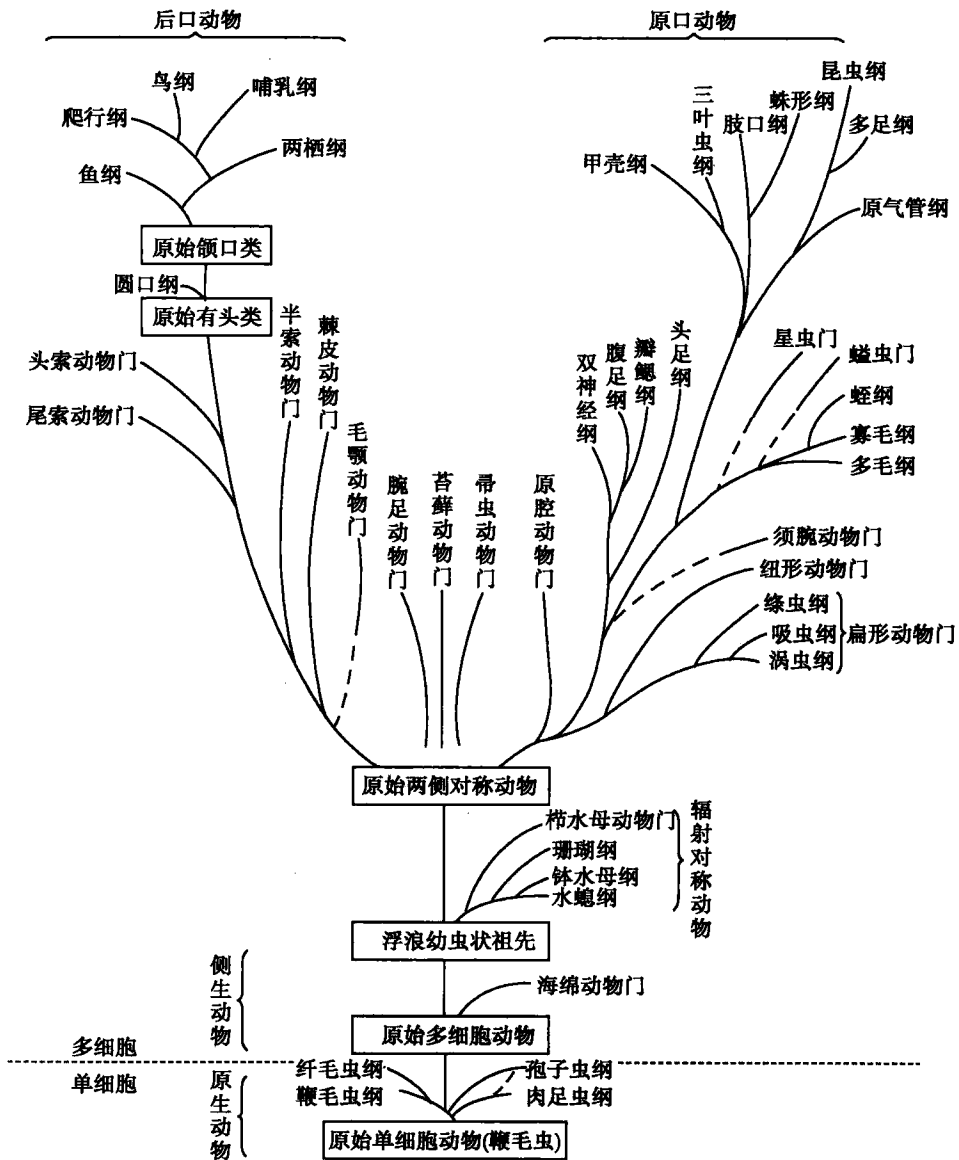 后口动物
原口动物
鸟纲
哺乳纲
爬行纲
两栖纲
鱼纲
原始颌口类
圆口纲
原始有头类
头索动物门
尾索动物门
半索动物门
棘皮动物门
毛颚动物门
腕足动物门
苔藓动物门
帚虫动物门
原腔动物门
双神经纲
腹足纲
瓣鳃纲
头足纲
甲壳纲
三叶虫纲
肢口纲
蛛形纲
昆虫纲
多足纲
原气管纲
星虫门
螠虫门
蛭纲
寡毛纲
多毛纲
须腕动物门
纽形动物门
绦虫纲
吸虫纲
涡虫纲
扁形动物门
原始两侧对称动物
栉水母动物门
珊瑚纲
钵水母纲
水螅纲
辐射对称动物
浮浪幼虫状祖先
侧生动物
海绵动物门
原始多细胞动物
多细胞
单细胞
原生动物
纤毛虫纲
鞭毛虫纲
孢子虫纲
肉足虫纲
原始单细胞动物(鞭毛虫)